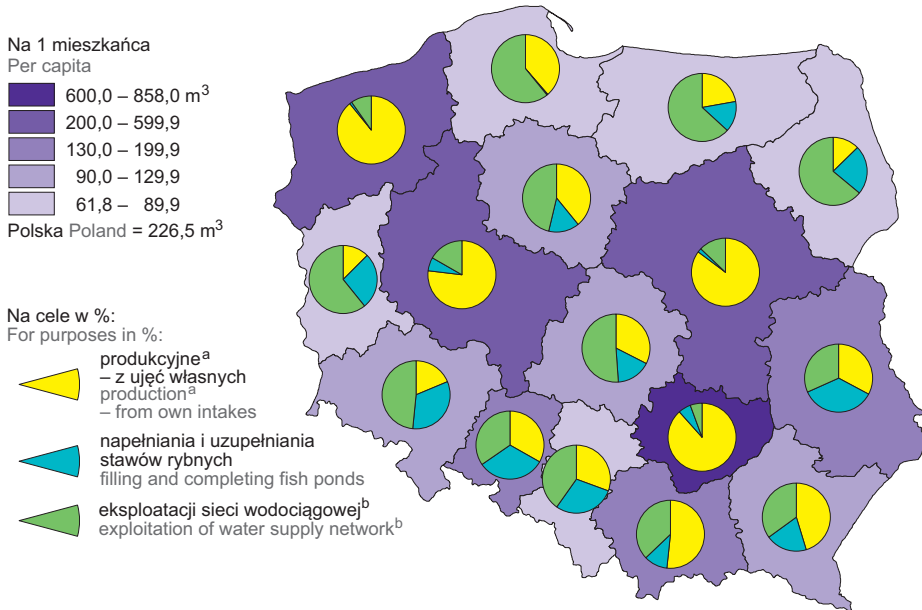 Na 1 mieszkańca
Per capita
600,0 – 858,0 m³
200,0 – 599,9
130,0 – 199,9
90,0 – 129,9
61,8 – 89,9
Polska Poland = 226,5 m³
Na cele w %:
For purposes in %:
produkcyjneᵃ
– z ujęć własnych
productionᵃ
– from own intakes
napełniania i uzupełniania
stawów rybnych
filling and completing fish ponds
eksploatacji sieci wodociągowejᵇ
exploitation of water supply networkᵇ